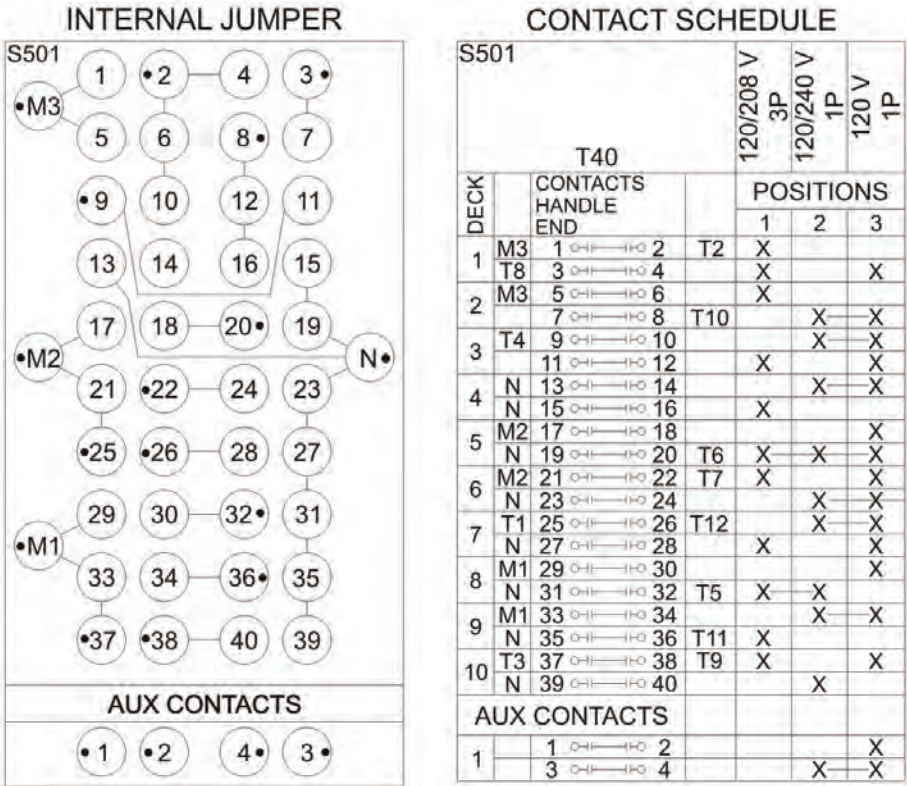 INTERNAL JUMPER
S501
1 2 4 3
M3
5 6 8 7
9 10 12 11
13 14 16 15
17 18 20 19
M2 N
21 22 24 23
25 26 28 27
29 30 32 31
M1
33 34 36 35
37 38 40 39
AUX CONTACTS
1 2 4 3
CONTACT SCHEDULE
S501
T40
120/208 V
3P
120/240 V
1P
120 V
1P
DECK
CONTACTS
HANDLE
END
POSITIONS
1 2 3
1 M3 1 2 T2 X
T8 3 4 X X
2 M3 5 6 X
7 8 T10 X X
3 T4 9 10 X X
11 12 X X
4 N 13 14 X X
N 15 16 X
5 M2 17 18 X
N 19 20 T6 X X X
6 M2 21 22 T7 X X
N 23 24 X X
7 T1 25 26 T12 X X
N 27 28 X X
8 M1 29 30 X
N 31 32 T5 X X
9 M1 33 34 X X
N 35 36 T11 X
10 T3 37 38 T9 X X
N 39 40 X
AUX CONTACTS
1 1 2 X
3 4 X X